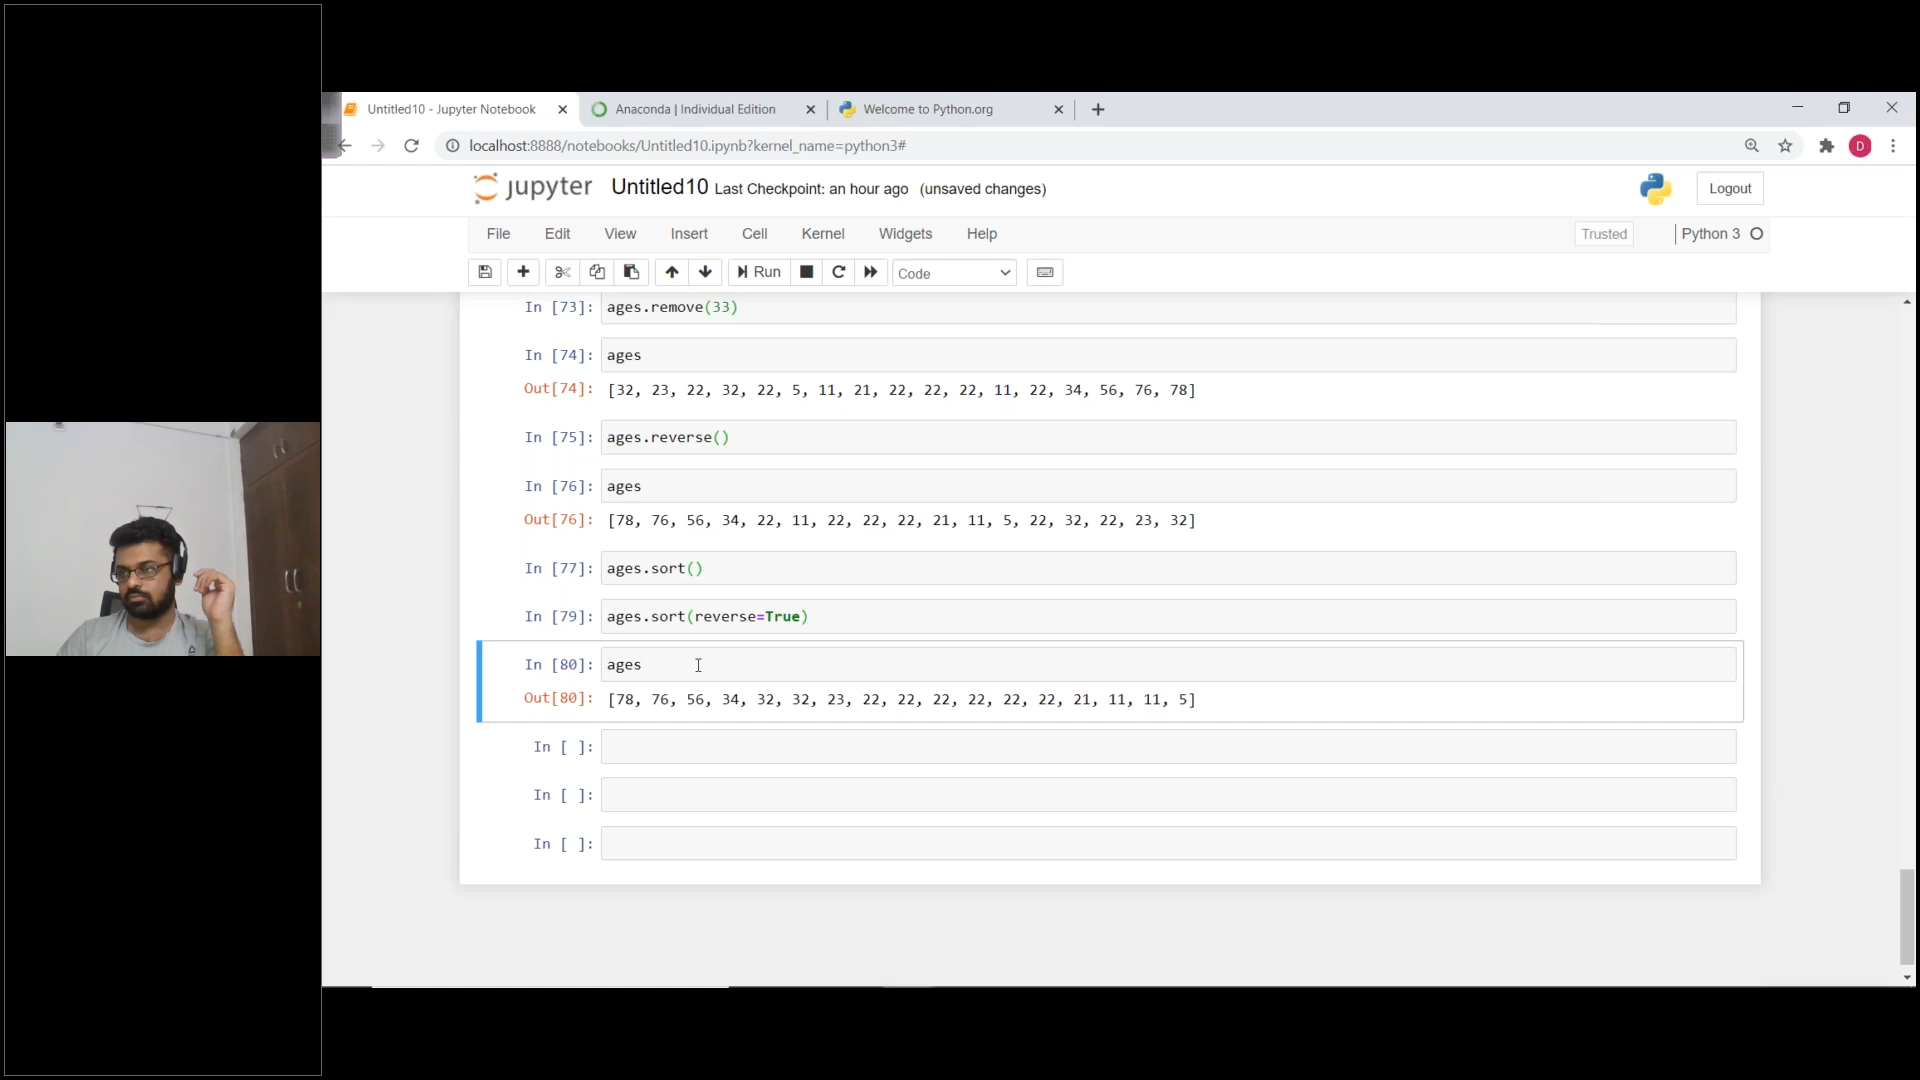 Untitled10 - Jupyter Notebook
Anaconda | Individual Edition
Welcome to Python.org
localhost:8888/notebooks/Untitled10.ipynb?kernel_name=python3#
D
jupyter Untitled10 Last Checkpoint: an hour ago (unsaved changes)
Logout
File Edit View Insert Cell Kernel Widgets Help
Trusted
Python 3
Run
Code
In [73]: ages.remove(33)
In [74]: ages
Out[74]: [32, 23, 22, 32, 22, 5, 11, 21, 22, 22, 22, 11, 22, 34, 56, 76, 78]
In [75]: ages.reverse()
In [76]: ages
Out[76]: [78, 76, 56, 34, 22, 11, 22, 22, 22, 21, 11, 5, 22, 32, 22, 23, 32]
In [77]: ages.sort()
In [79]: ages.sort(reverse=True)
In [80]: ages
Out[80]: [78, 76, 56, 34, 32, 32, 23, 22, 22, 22, 22, 22, 22, 21, 11, 11, 5]
In [ ]:
In [ ]:
In [ ]: